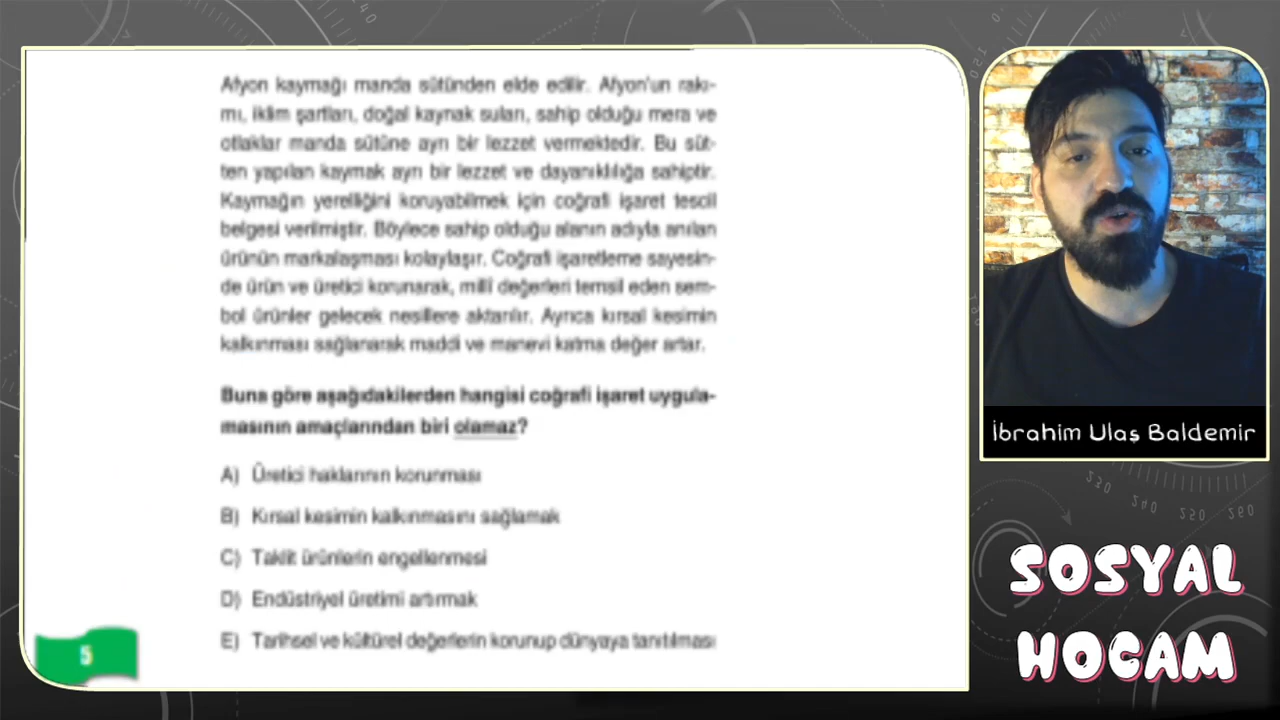 Afyon kaymağı manda sütünden elde edilir. Afyon'un rakı-
mı, iklim şartları, doğal kaynak suları, sahip olduğu mera ve
otlaklar manda sütüne ayrı bir lezzet vermektedir. Bu süt-
ten yapılan kaymak ayrı bir lezzet ve dayanıklılığa sahiptir.
Kaymağın yerelliğini koruyabilmek için coğrafi işaret tescil
belgesi verilmiştir. Böylece sahip olduğu alanın adıyla anılan
ürünün markalaşması kolaylaşır. Coğrafi işaretleme sayesin-
de ürün ve üretici korunarak, millî değerleri temsil eden sem-
bol ürünler gelecek nesillere aktarılır. Ayrıca kırsal kesimin
kalkınması sağlanarak maddi ve manevi katma değer artar.
Buna göre aşağıdakilerden hangisi coğrafi işaret uygula-
masının amaçlarından biri olamaz?
A) Üretici haklarının korunması
B) Kırsal kesimin kalkınmasını sağlamak
C) Taklit ürünlerin engellenmesi
D) Endüstriyel üretimi artırmak
E) Tarihsel ve kültürel değerlerin korunup dünyaya tanıtılması
5
İbrahim Ulaş Baldemir
SOSYAL
HOCAM
40
230 240 250 260